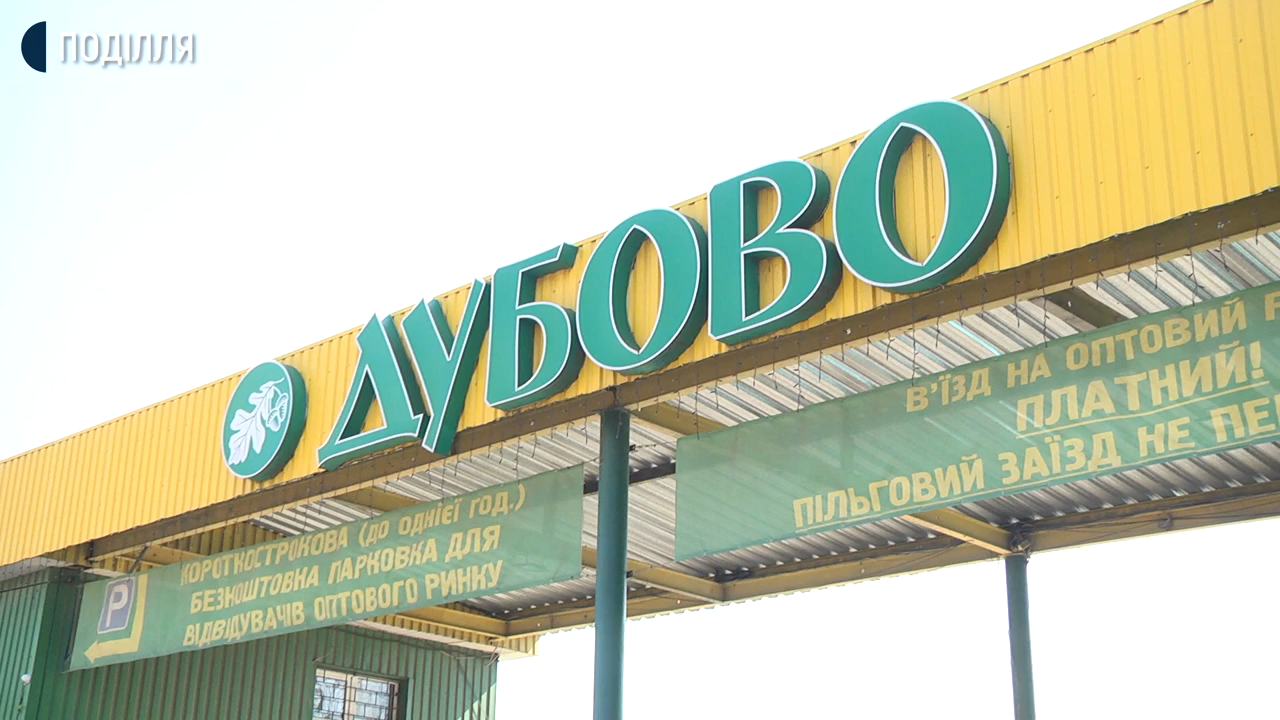 ПОДІЛЛЯ
ДУБОВО
В'ЇЗД НА ОПТОВИЙ
ПЛАТНИЙ!
ПІЛЬГОВИЙ ЗАЇЗД НЕ
КОРОТКОСТРОКОВА (ДО ОДНІЄЇ ГОД.)
БЕЗКОШТОВНА ПАРКОВКА ДЛЯ
ВІДВІДУВАЧІВ ОПТОВОГО РИНКУ
P